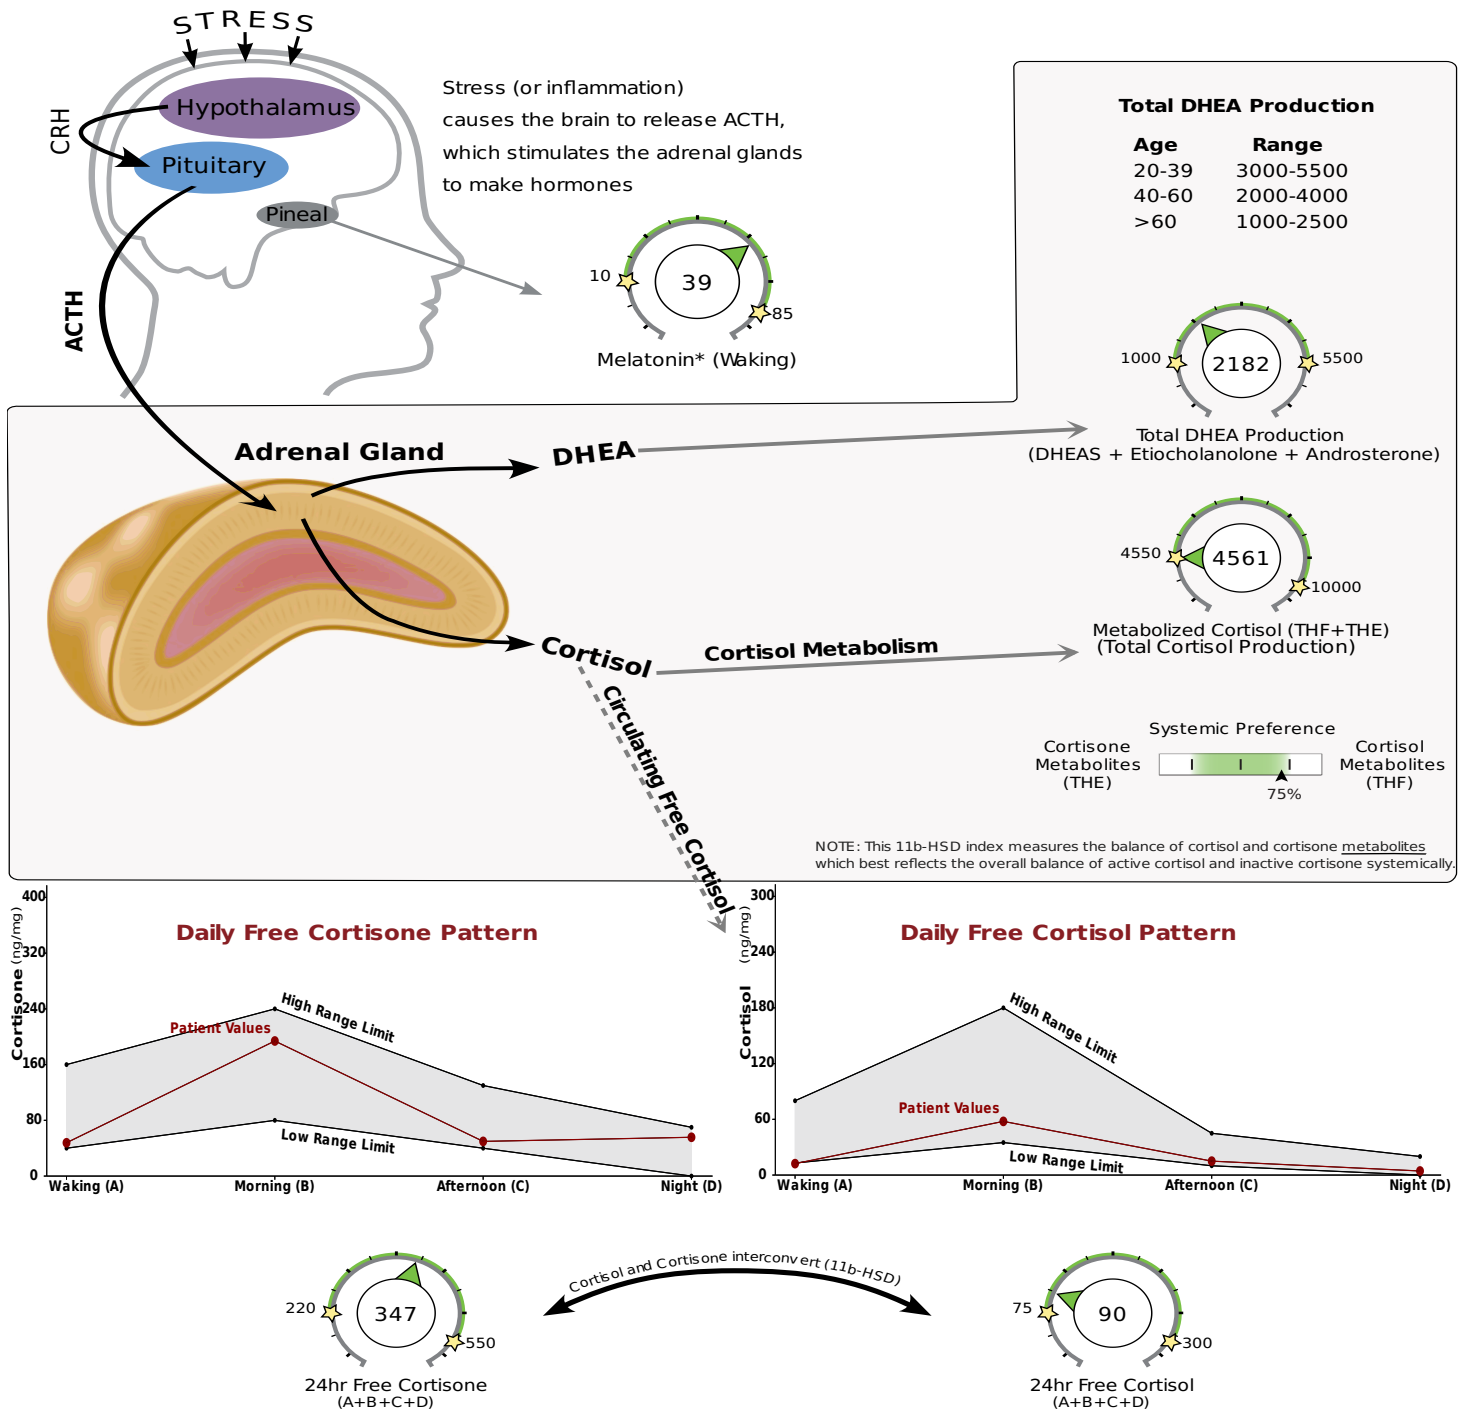 STRESS
Hypothalamus
CRH
Pituitary
Pineal
ACTH
Stress (or inflammation)
causes the brain to release ACTH,
which stimulates the adrenal glands
to make hormones
10
39
85
Melatonin* (Waking)
Total DHEA Production
Age Range
20-39 3000-5500
40-60 2000-4000
>60 1000-2500
1000
2182
5500
Total DHEA Production
(DHEAS + Etiocholanolone + Androsterone)
Adrenal Gland
DHEA
4550
4561
10000
Metabolized Cortisol (THF+THE)
(Total Cortisol Production)
Cortisol
Cortisol Metabolism
Circulating Free Cortisol
Systemic Preference
Cortisone
Metabolites
(THE)
75%
Cortisol
Metabolites
(THF)
NOTE: This 11b-HSD index measures the balance of cortisol and cortisone metabolites
which best reflects the overall balance of active cortisol and inactive cortisone systemically.
Daily Free Cortisone Pattern
Cortisone (ng/mg)
400
320
240
160
80
0
High Range Limit
Patient Values
Low Range Limit
Waking (A) Morning (B) Afternoon (C) Night (D)
Daily Free Cortisol Pattern
Cortisol (ng/mg)
300
240
180
120
60
0
High Range Limit
Patient Values
Low Range Limit
Waking (A) Morning (B) Afternoon (C) Night (D)
220
347
550
24hr Free Cortisone
(A+B+C+D)
Cortisol and Cortisone interconvert (11b-HSD)
75
90
300
24hr Free Cortisol
(A+B+C+D)